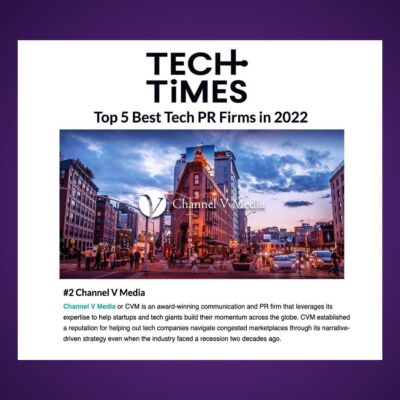 TECH
TiMES
Top 5 Best Tech PR Firms in 2022
V Channel V Media
#2 Channel V Media
Channel V Media or CVM is an award-winning communication and PR firm that leverages its
expertise to help startups and tech giants build their momentum across the globe. CVM established
a reputation for helping out tech companies navigate congested marketplaces through its narrative-
driven strategy even when the industry faced a recession two decades ago.